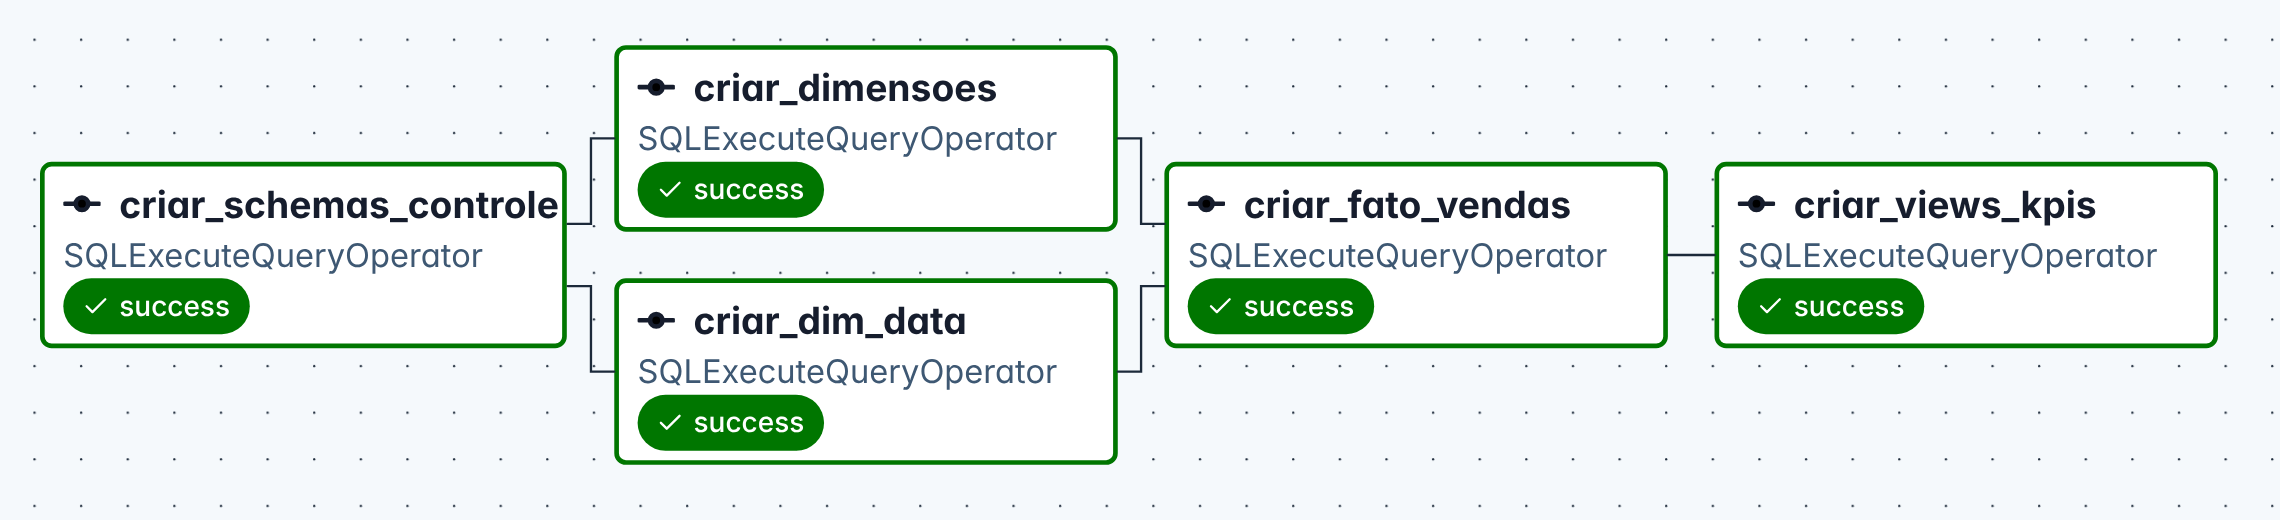 criar_schemas_controle
SQLExecuteQueryOperator
success
criar_dimensoes
SQLExecuteQueryOperator
success
criar_dim_data
SQLExecuteQueryOperator
success
criar_fato_vendas
SQLExecuteQueryOperator
success
criar_views_kpis
SQLExecuteQueryOperator
success